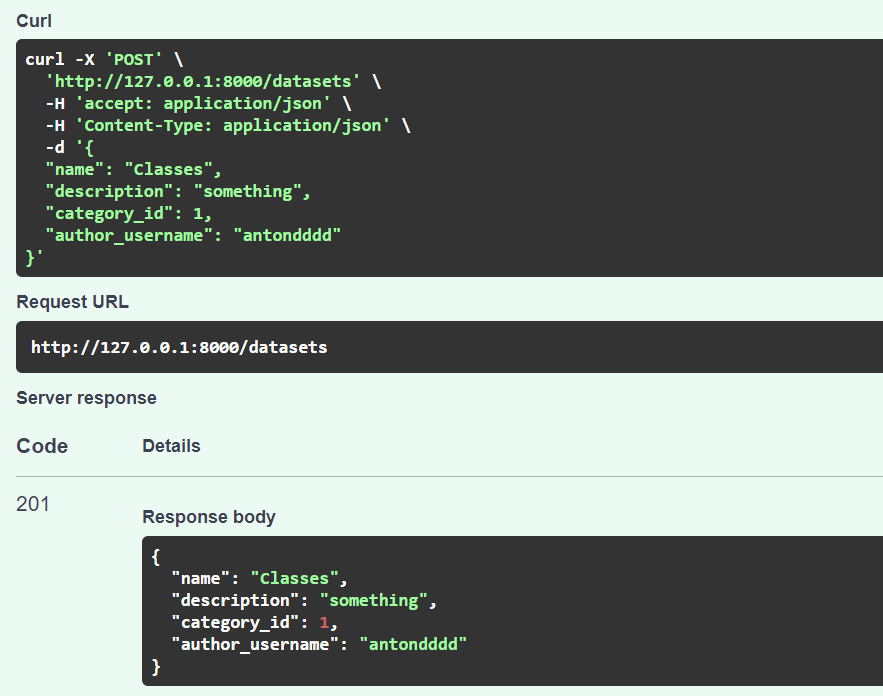 Curl
curl -X 'POST' \
  'http://127.0.0.1:8000/datasets' \
  -H 'accept: application/json' \
  -H 'Content-Type: application/json' \
  -d '{
  "name": "Classes",
  "description": "something",
  "category_id": 1,
  "author_username": "antondddd"
}'
Request URL
http://127.0.0.1:8000/datasets
Server response
Code Details
201
Response body
{
  "name": "Classes",
  "description": "something",
  "category_id": 1,
  "author_username": "antondddd"
}